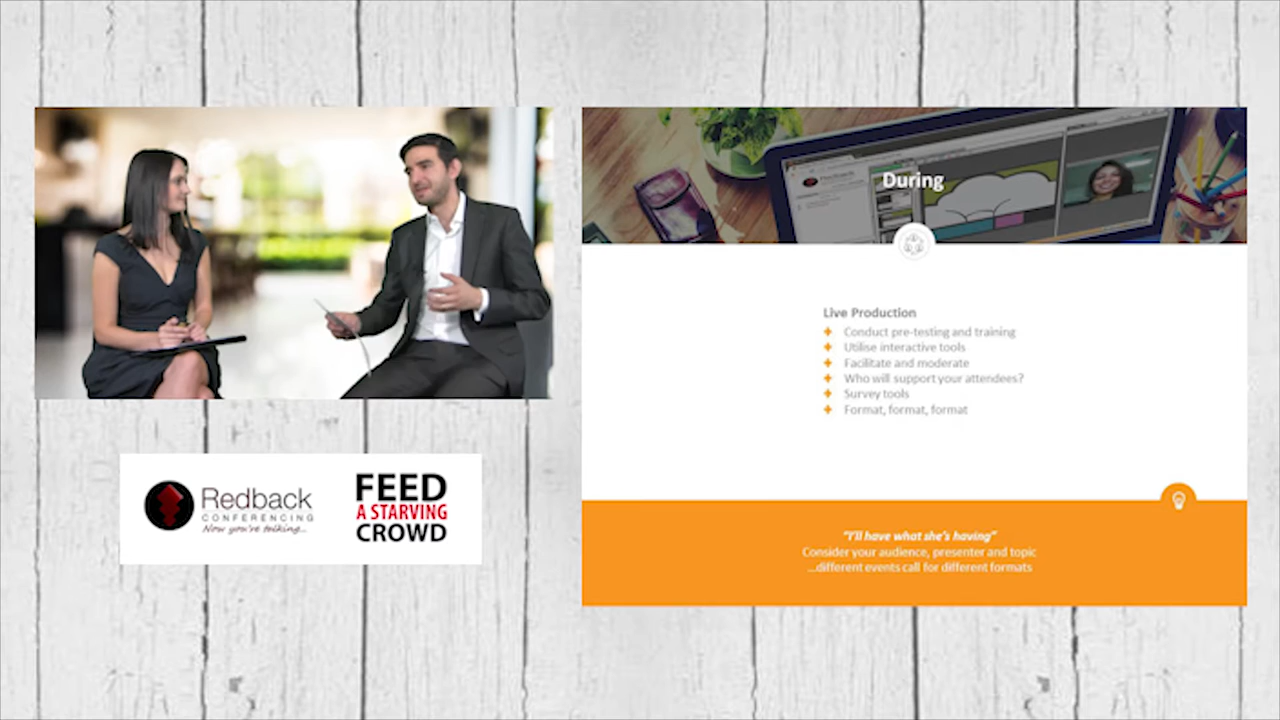 During
Live Production
Conduct pre-testing and training
Utilise interactive tools
Facilitate and moderate
Who will support your attendees?
Survey tools
Format, format, format
"I'll have what she's having"
Consider your audience, presenter and topic
...different events call for different formats
Redback
CONFERENCING
Now you're talking...
FEED
A STARVING
CROWD